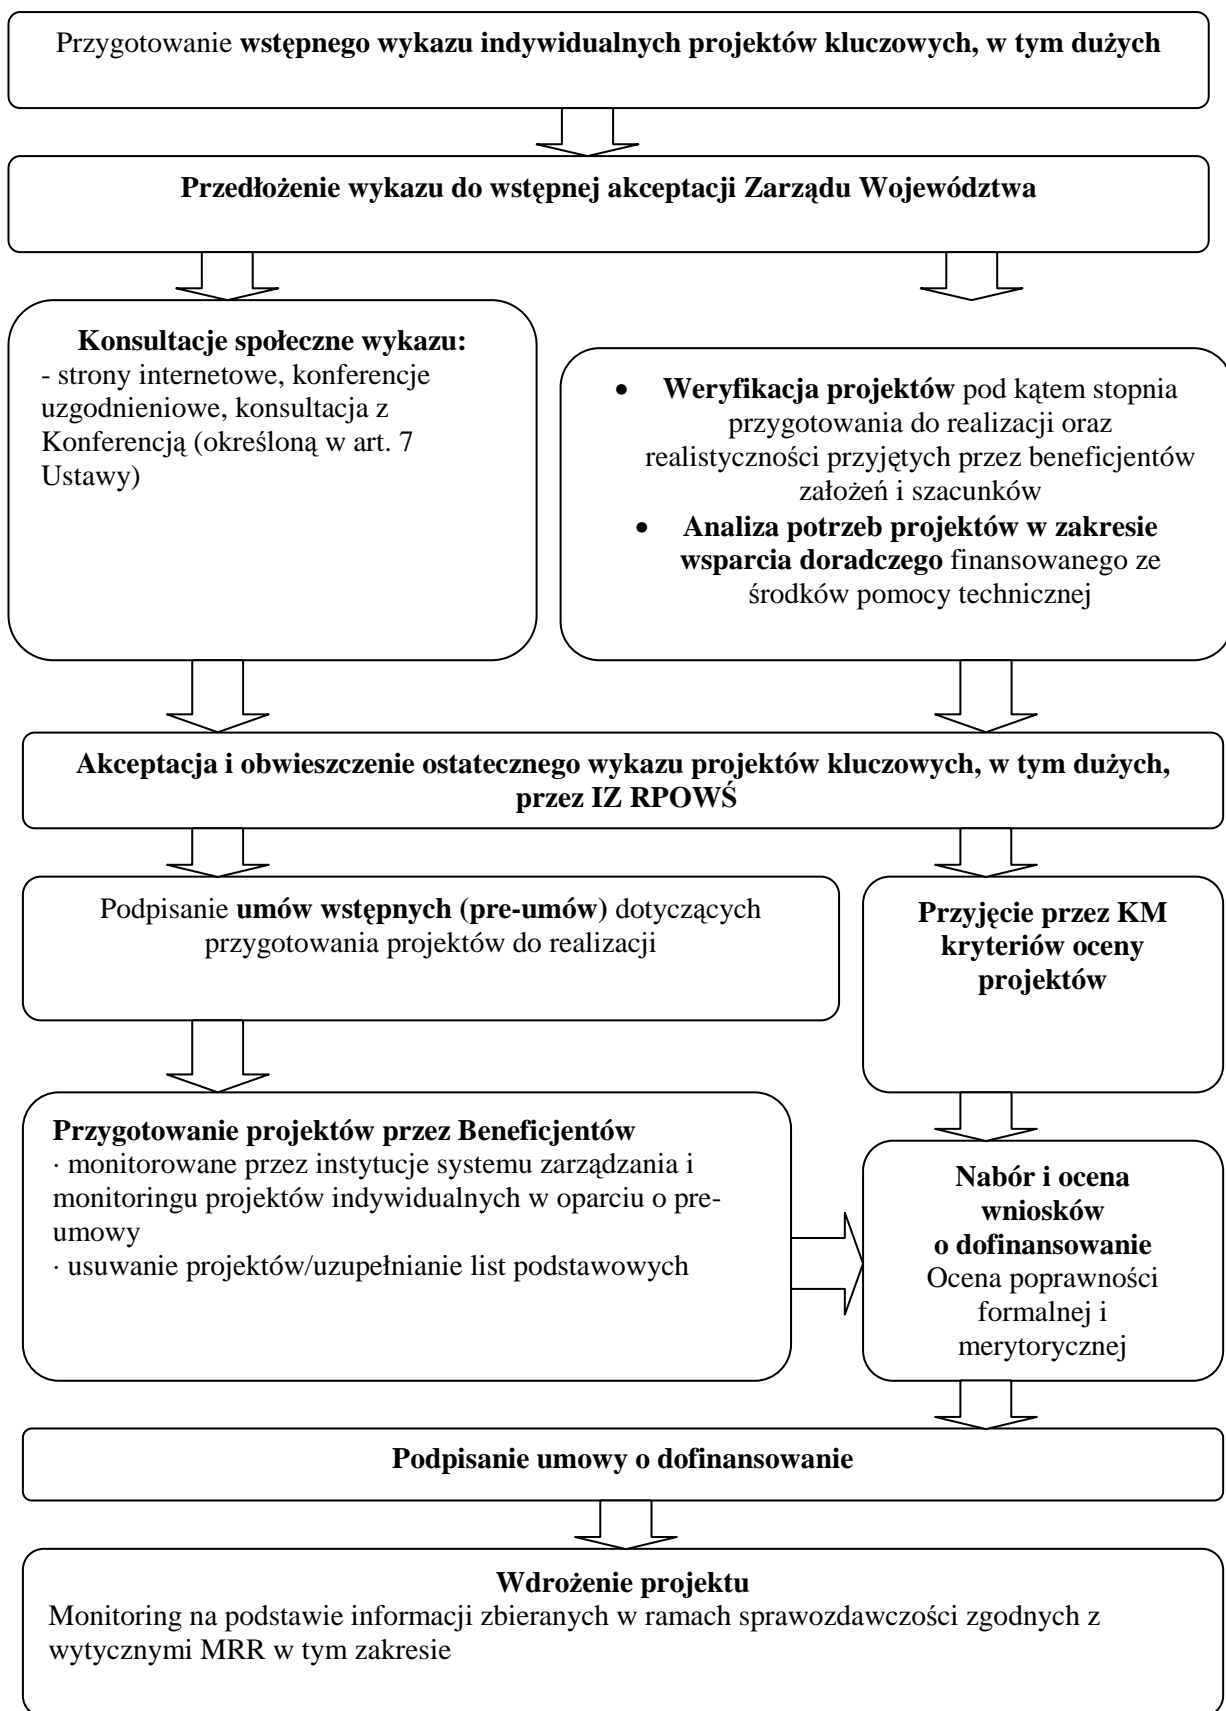 Przygotowanie wstępnego wykazu indywidualnych projektów kluczowych, w tym dużych
Przedłożenie wykazu do wstępnej akceptacji Zarządu Województwa
Konsultacje społeczne wykazu:
- strony internetowe, konferencje
uzgodnieniowe, konsultacja z
Konferencją (określoną w art. 7
Ustawy)
• Weryfikacja projektów pod kątem stopnia
przygotowania do realizacji oraz
realistyczności przyjętych przez beneficjentów
założeń i szacunków
• Analiza potrzeb projektów w zakresie
wsparcia doradczego finansowanego ze
środków pomocy technicznej
Akceptacja i obwieszczenie ostatecznego wykazu projektów kluczowych, w tym dużych,
przez IZ RPOWŚ
Podpisanie umów wstępnych (pre-umów) dotyczących
przygotowania projektów do realizacji
Przyjęcie przez KM
kryteriów oceny
projektów
Przygotowanie projektów przez Beneficjentów
· monitorowane przez instytucje systemu zarządzania i
monitoringu projektów indywidualnych w oparciu o pre-
umowy
· usuwanie projektów/uzupełnianie list podstawowych
Nabór i ocena
wniosków
o dofinansowanie
Ocena poprawności
formalnej i
merytorycznej
Podpisanie umowy o dofinansowanie
Wdrożenie projektu
Monitoring na podstawie informacji zbieranych w ramach sprawozdawczości zgodnych z
wytycznymi MRR w tym zakresie